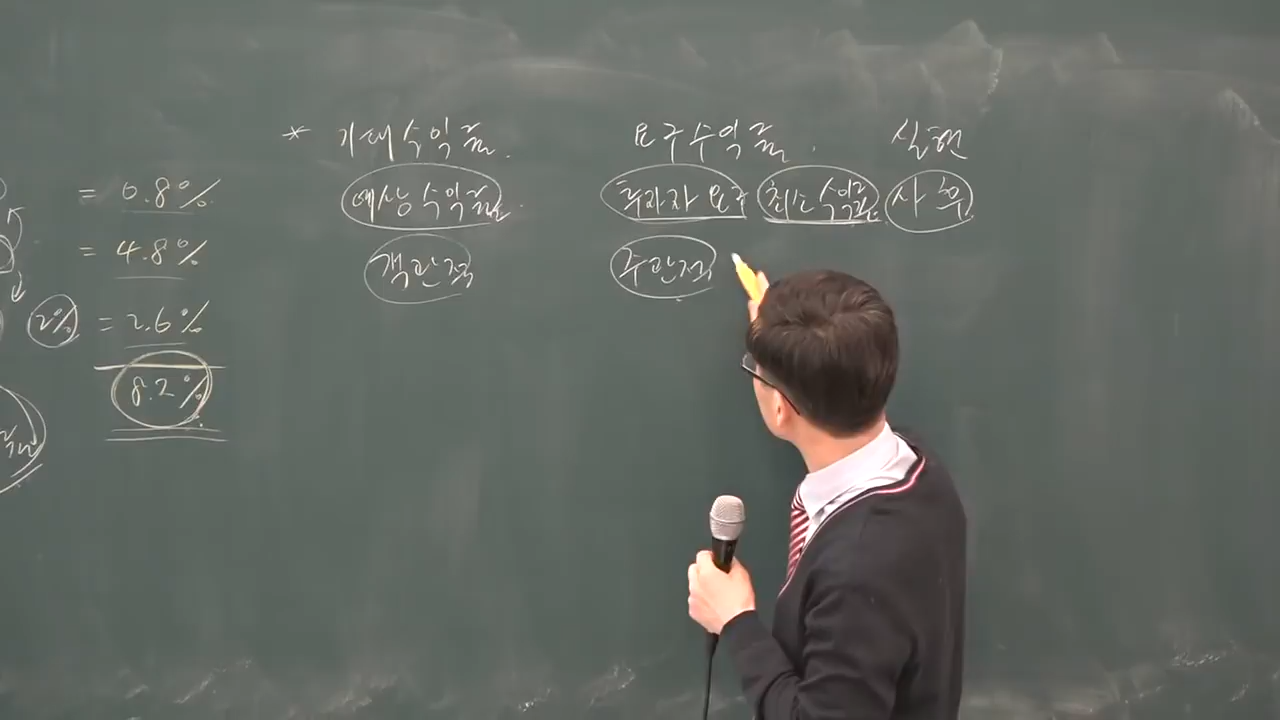 * 기대수익률. 요구수익률. 실현
= 0.8%. 예상 수익률. 투자자 요구 최소 수익률. 사후.
= 4.8% 객관적 주관적
2% = 2.6%
8.2%.